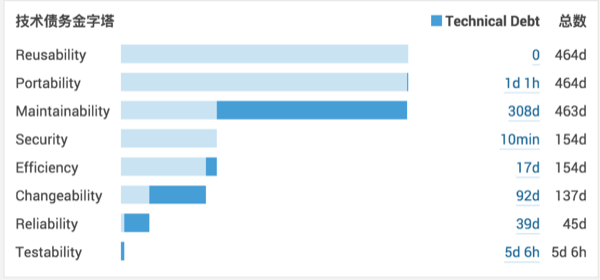 技术债务金字塔 Technical Debt 总数
Reusability 0 464d
Portability 1d 1h 464d
Maintainability 308d 463d
Security 10min 154d
Efficiency 17d 154d
Changeability 92d 137d
Reliability 39d 45d
Testability 5d 6h 5d 6h